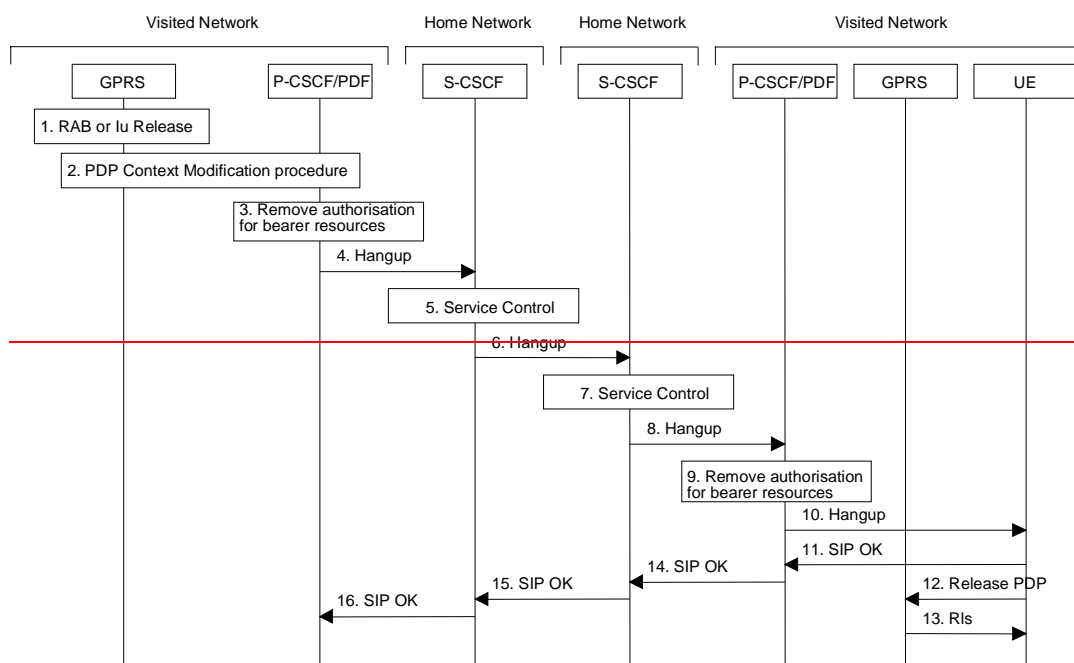 Visited Network
Home Network
Home Network
Visited Network
GPRS
P-CSCF/PDF
S-CSCF
S-CSCF
P-CSCF/PDF
GPRS
UE
1. RAB or Iu Release
2. PDP Context Modification procedure
3. Remove authorisation
for bearer resources
4. Hangup
5. Service Control
6. Hangup
7. Service Control
8. Hangup
9. Remove authorisation
for bearer resources
10. Hangup
11. SIP OK
14. SIP OK
12. Release PDP
15. SIP OK
16. SIP OK
13. Rls